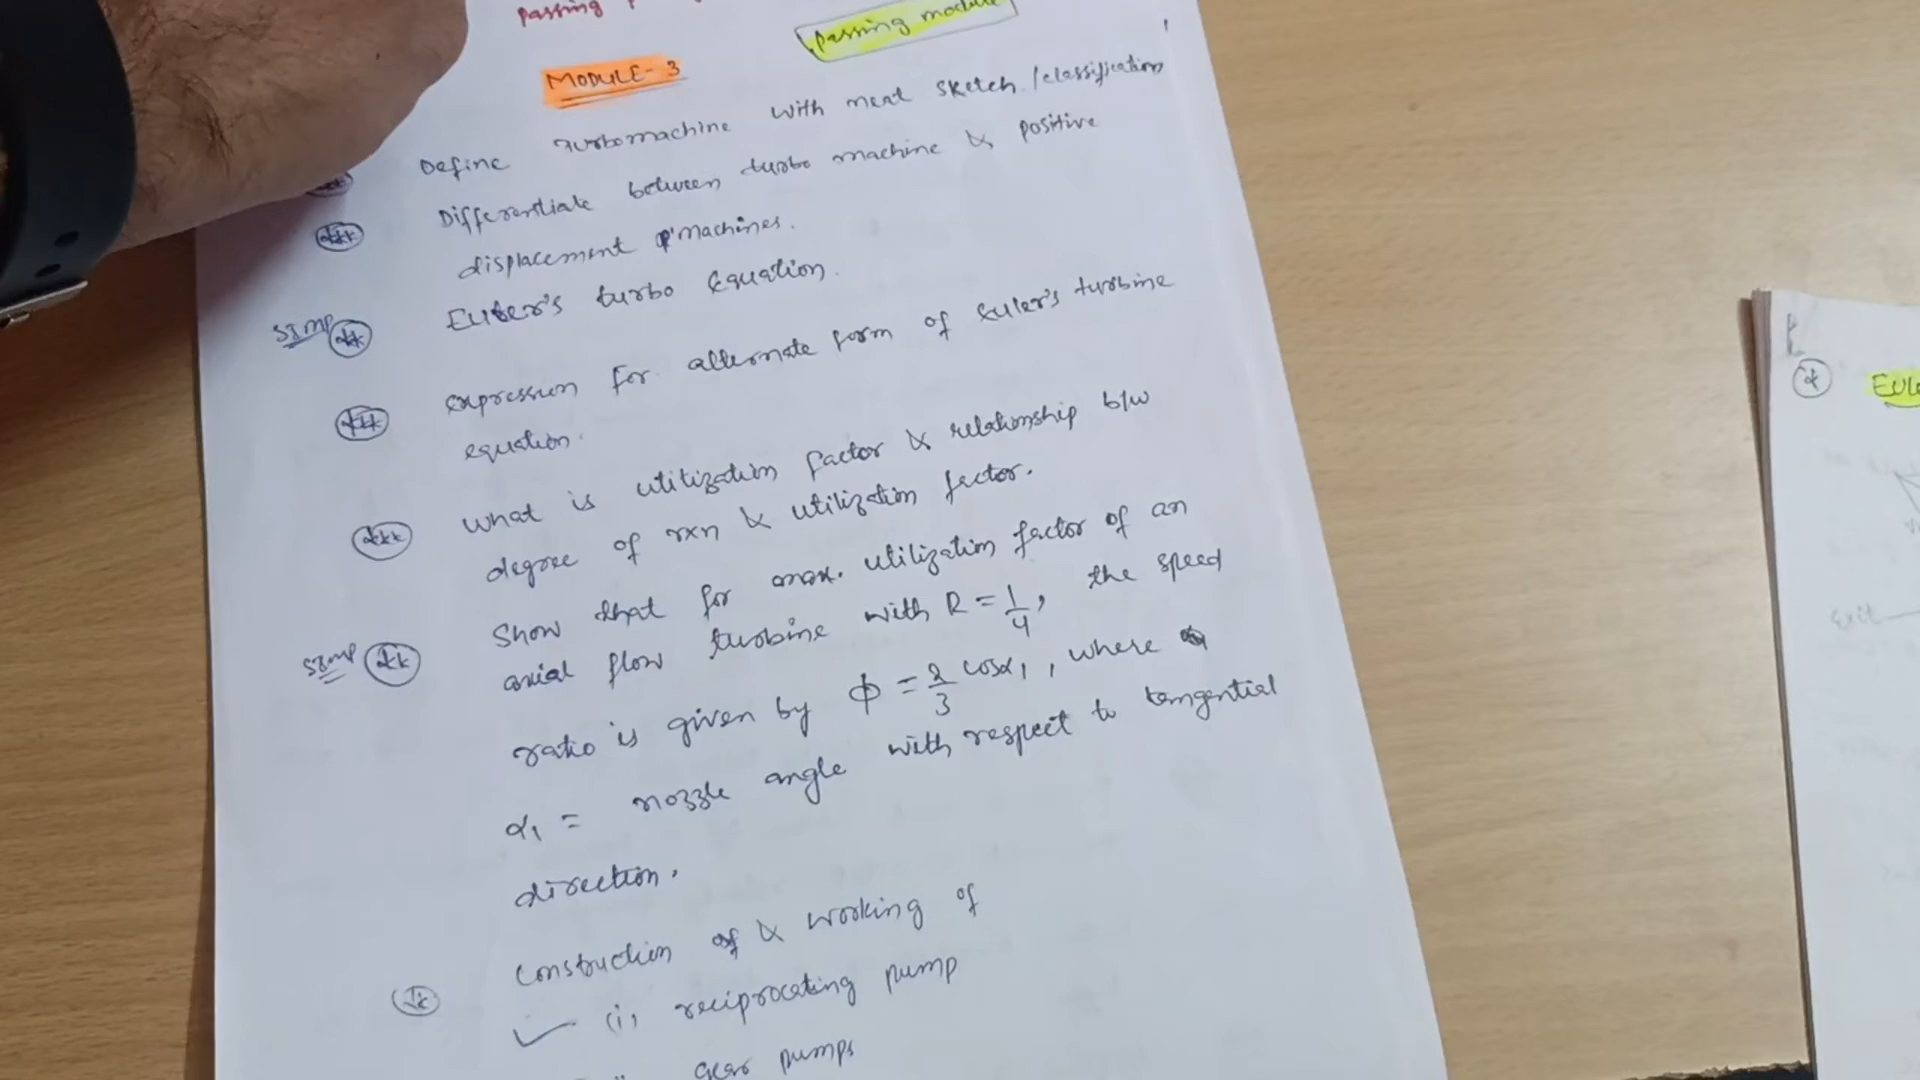 passing
passing module
MODULE-3
Define turbomachine with neat sketch /classification
Differentiate between turbo machine & positive
displacement machines.
SIMP Euler's turbo Equation.
expression for alternate form of Euler's turbine
equation.
What is utilization factor & relationship b/w
degree of rxn & utilization factor.
SIMP Show that for max. utilization factor of an
axial flow turbine with R = 1/4, the speed
ratio is given by ϕ = 2/3 cosα1, where
α1 = nozzle angle with respect to tangential
direction.
Construction of & working of
(i) reciprocating pump
Gear pumps
Exit